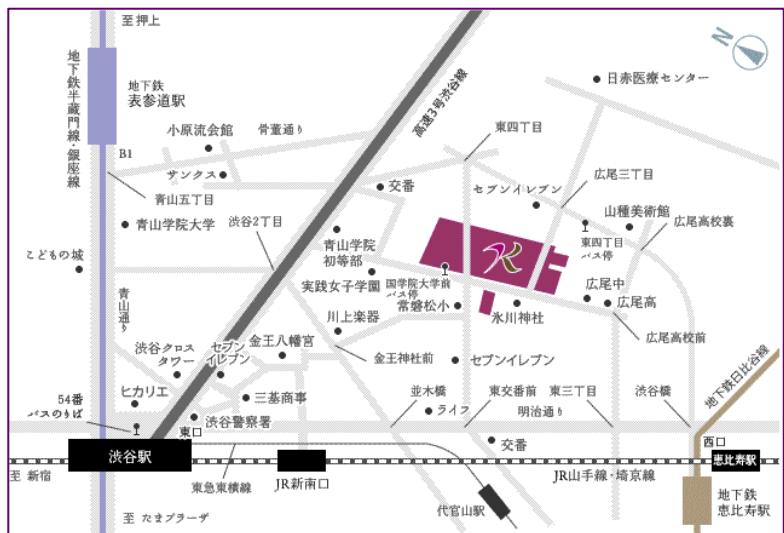 至 押上
N
地下鉄半蔵門線・銀座線
地下鉄
表参道駅
高速3号渋谷線
日赤医療センター
小原流会館
骨董通り
東四丁目
B1
サンクス
交番
セブンイレブン
広尾三丁目
青山五丁目
山種美術館
青山学院大学
渋谷2丁目
青山学院
初等部
東四丁目
バス停
広尾高校裏
こどもの城
実践女子学園
国学院大学前
バス停
広尾中
常磐松小
広尾高
青山通り
川上楽器
氷川神社
広尾高校前
渋谷クロス
タワー
セブン
イレブン
金王八幡宮
金王神社前
セブンイレブン
地下鉄日比谷線
54番
バスのりば
ヒカリエ
三基商事
並木橋
東交番前
東三丁目
渋谷橋
ライフ
明治通り
渋谷警察署
東口
交番
西口
渋谷駅
恵比寿駅
至 新宿
東急東横線
JR新南口
JR山手線・埼京線
代官山駅
地下鉄
恵比寿駅
至 たまプラーザ